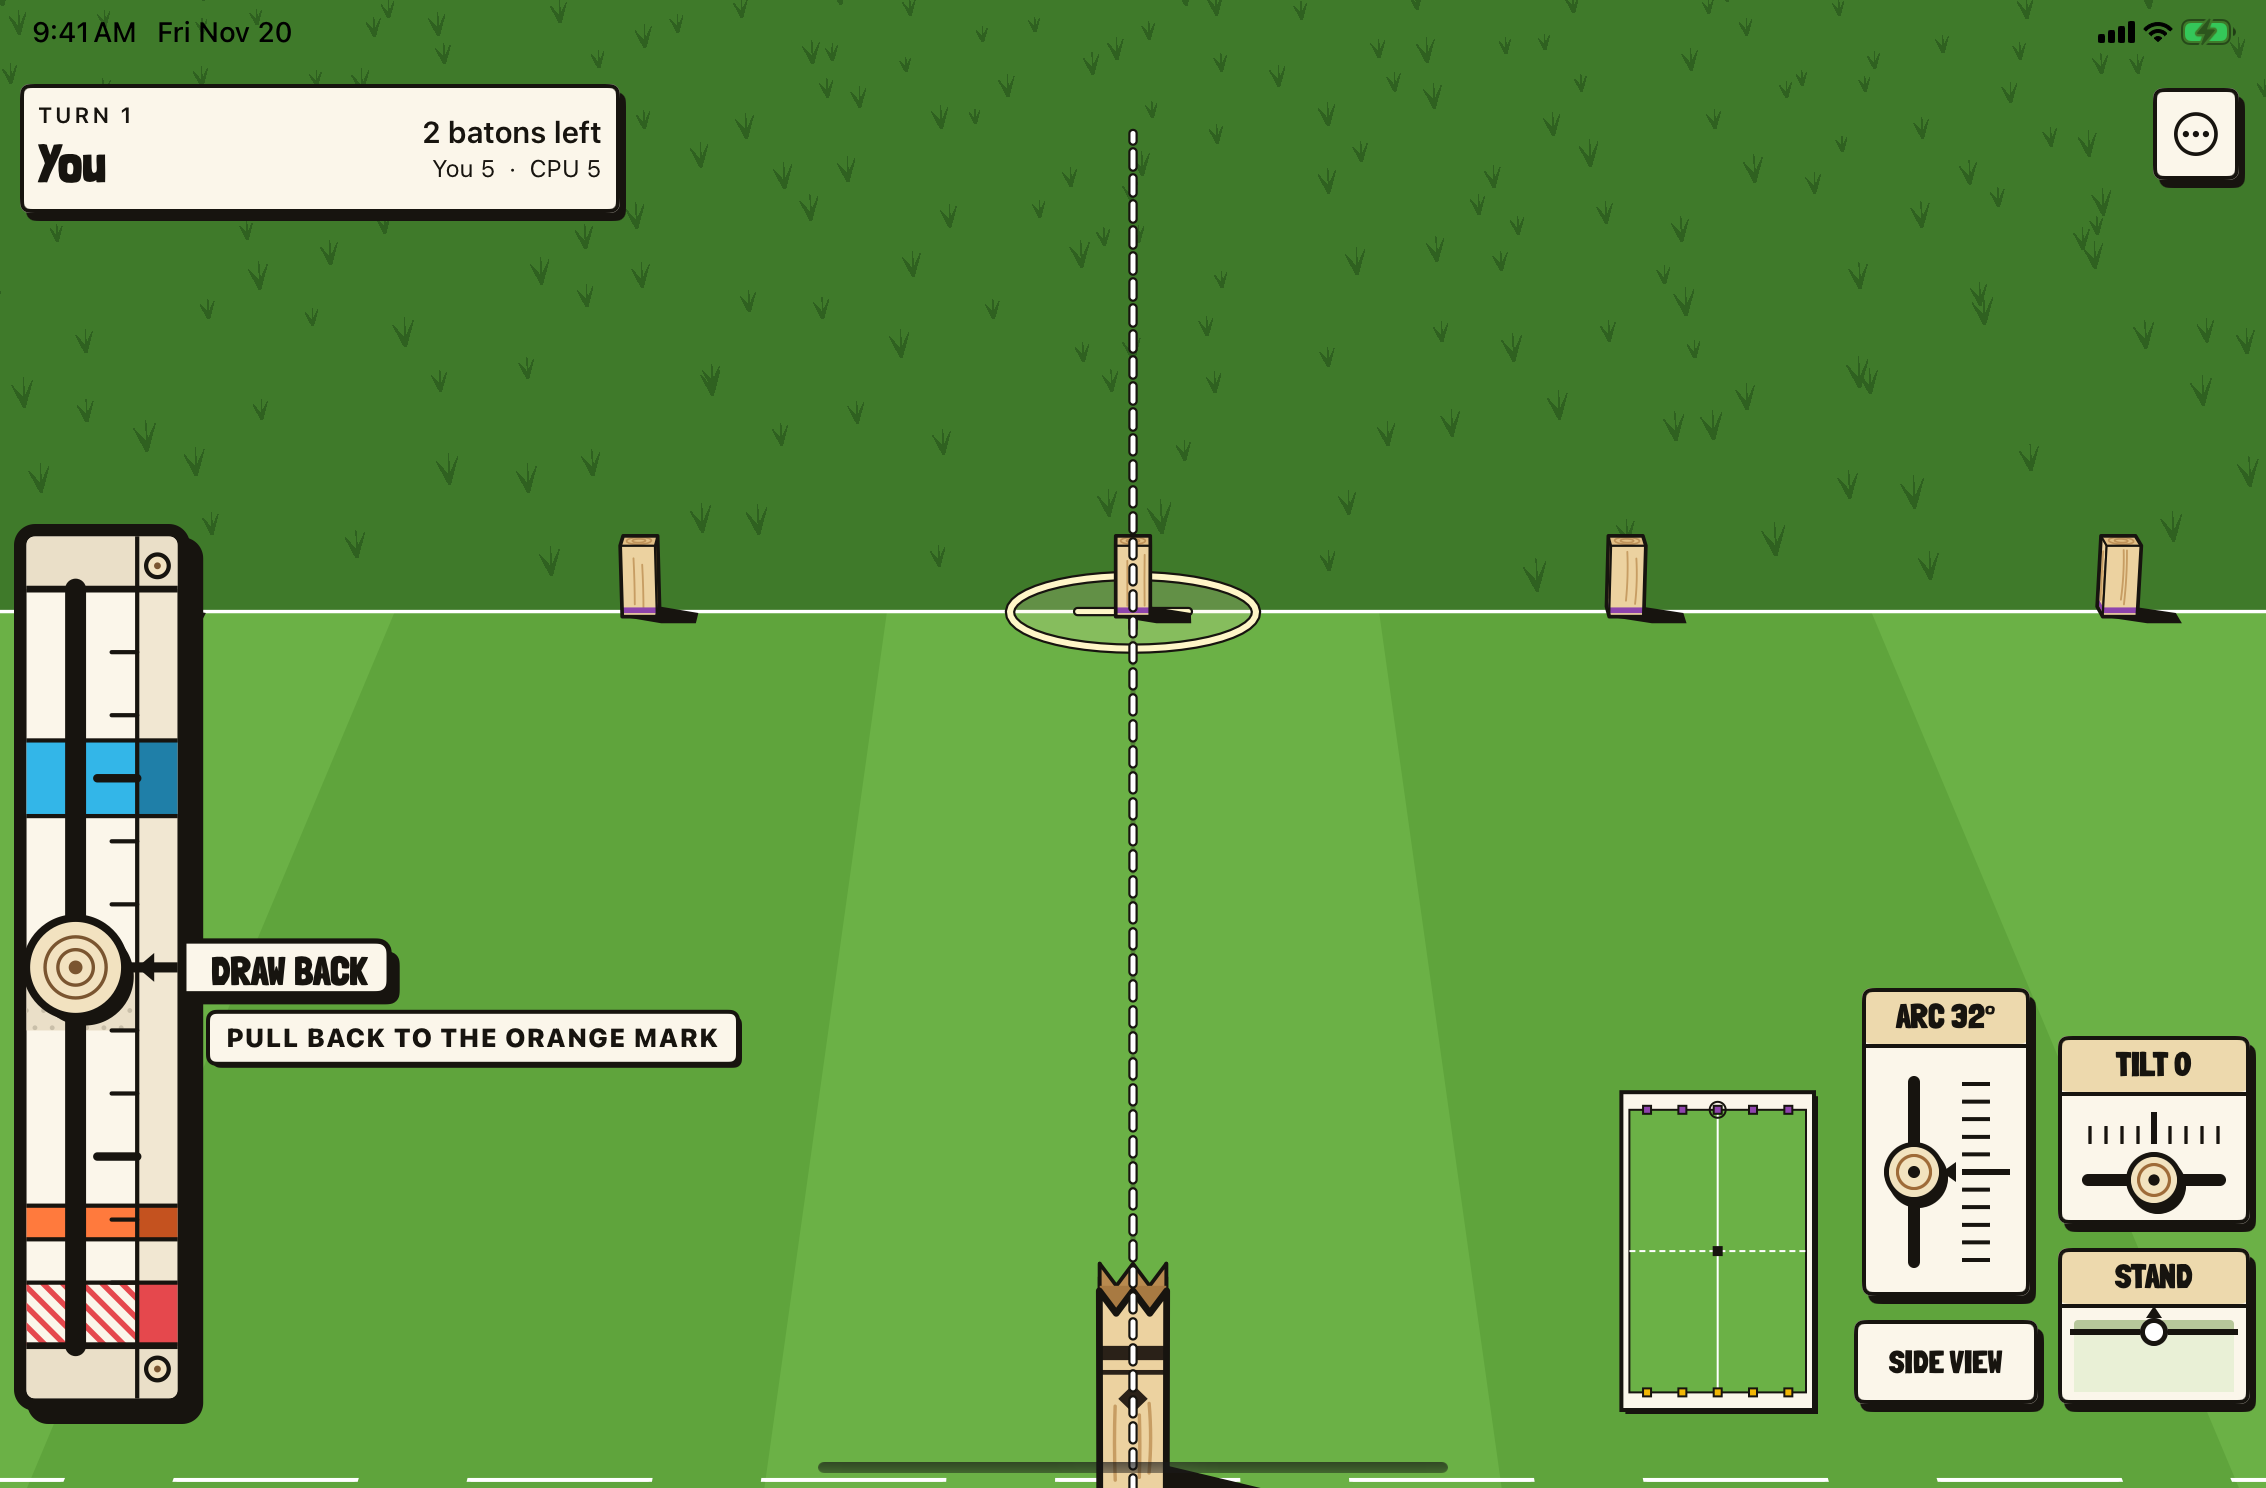 9:41 AM Fri Nov 20
TURN 1
You
2 batons left
You 5 · CPU 5
DRAW BACK
PULL BACK TO THE ORANGE MARK
ARC 32°
TILT 0
STAND
SIDE VIEW